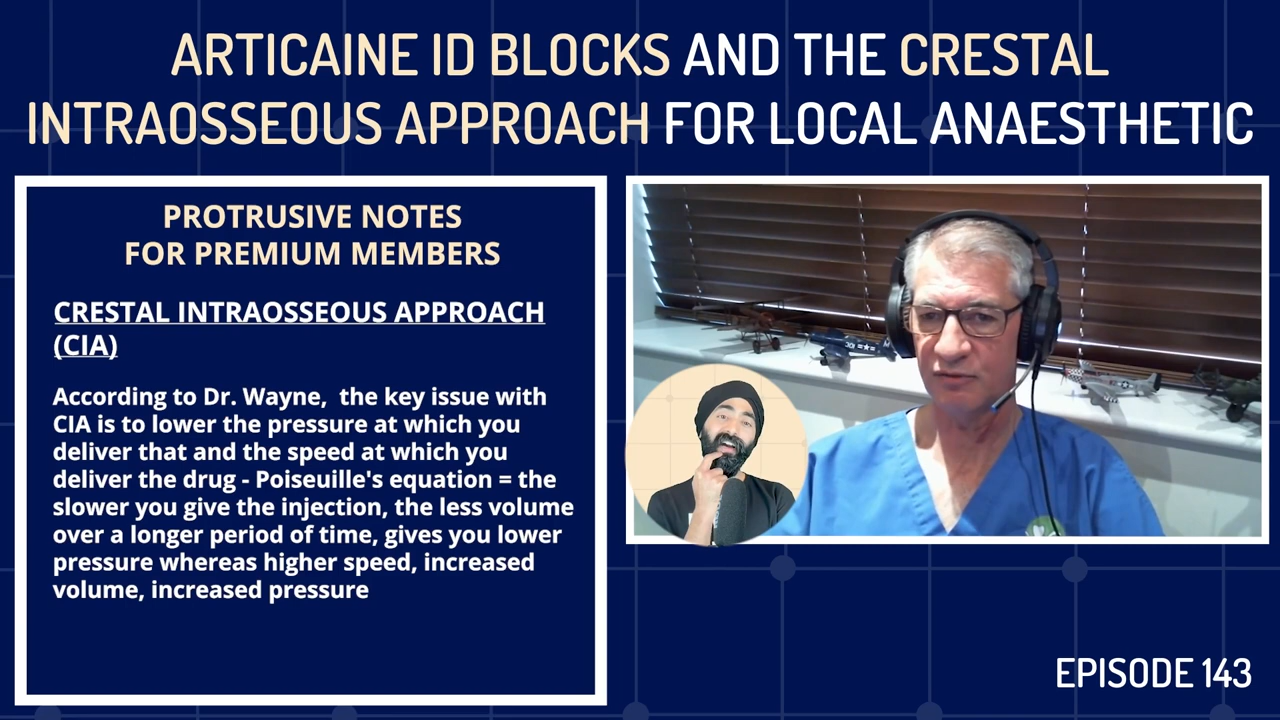 ARTICAINE ID BLOCKS AND THE CRESTAL
INTRAOSSEOUS APPROACH FOR LOCAL ANAESTHETIC
PROTRUSIVE NOTES
FOR PREMIUM MEMBERS
CRESTAL INTRAOSSEOUS APPROACH
(CIA)
According to Dr. Wayne,  the key issue with
CIA is to lower the pressure at which you
deliver that and the speed at which you
deliver the drug - Poiseuille's equation = the
slower you give the injection, the less volume
over a longer period of time, gives you lower
pressure whereas higher speed, increased
volume, increased pressure
EPISODE 143